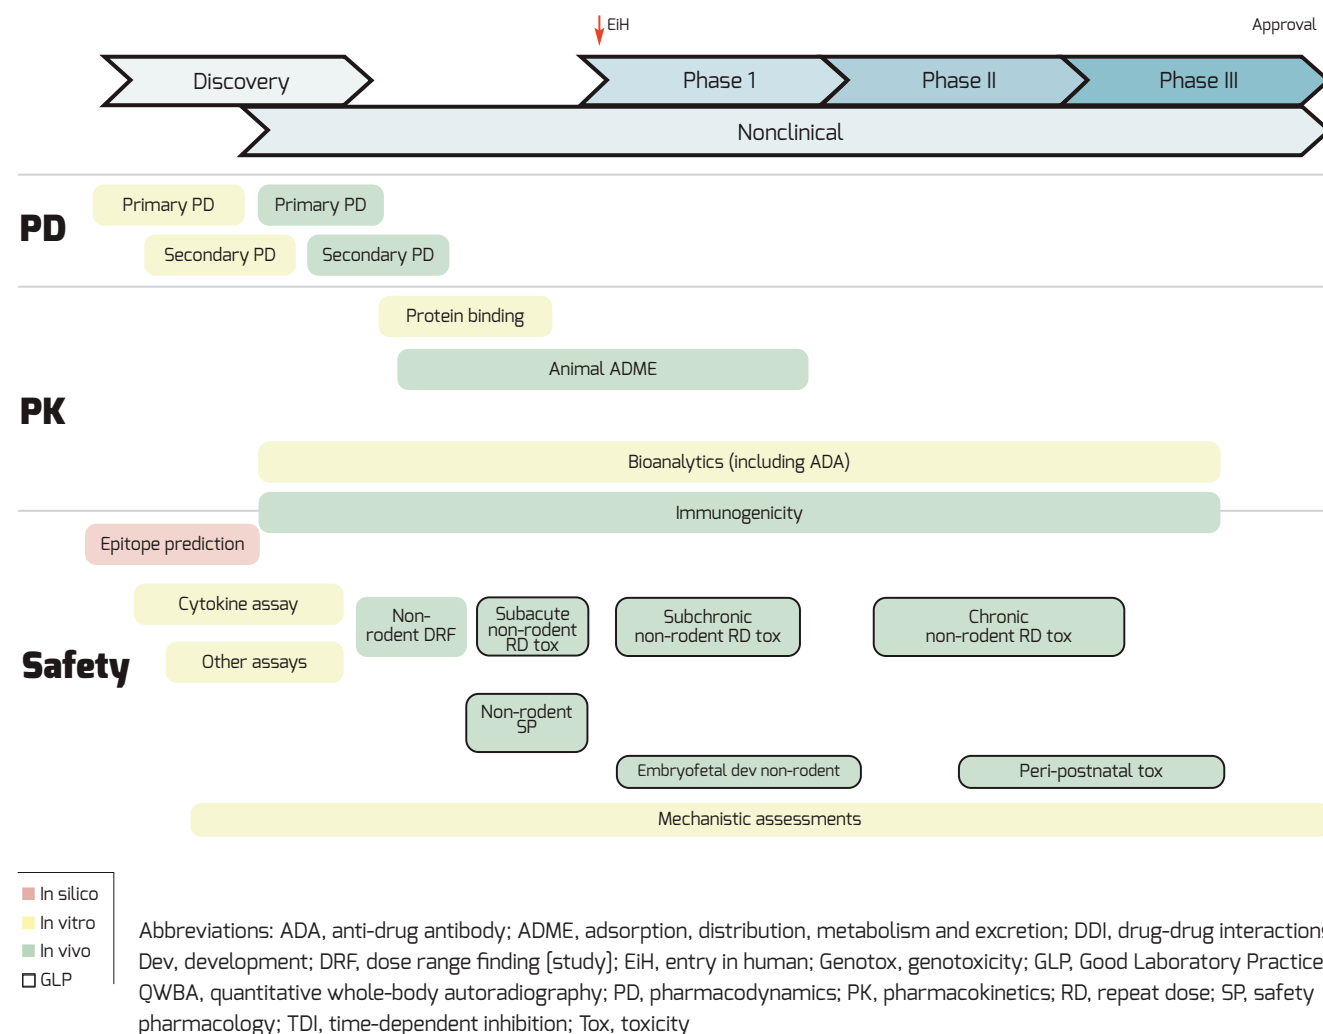 EiH
Approval
Discovery
Phase 1
Phase II
Phase III
Nonclinical
PD
Primary PD
Primary PD
Secondary PD
Secondary PD
PK
Protein binding
Animal ADME
Bioanalytics (including ADA)
Immunogenicity
Safety
Epitope prediction
Cytokine assay
Other assays
Non-
rodent DRF
Subacute
non-rodent
RD tox
Subchronic
non-rodent RD tox
Chronic
non-rodent RD tox
Non-rodent
SP
Embryofetal dev non-rodent
Peri-postnatal tox
Mechanistic assessments
In silico
In vitro
In vivo
GLP
Abbreviations: ADA, anti-drug antibody; ADME, adsorption, distribution, metabolism and excretion; DDI, drug-drug interactions
Dev, development; DRF, dose range finding [study]; EiH, entry in human; Genotox, genotoxicity; GLP, Good Laboratory Practice
QWBA, quantitative whole-body autoradiography; PD, pharmacodynamics; PK, pharmacokinetics; RD, repeat dose; SP, safety
pharmacology; TDI, time-dependent inhibition; Tox, toxicity